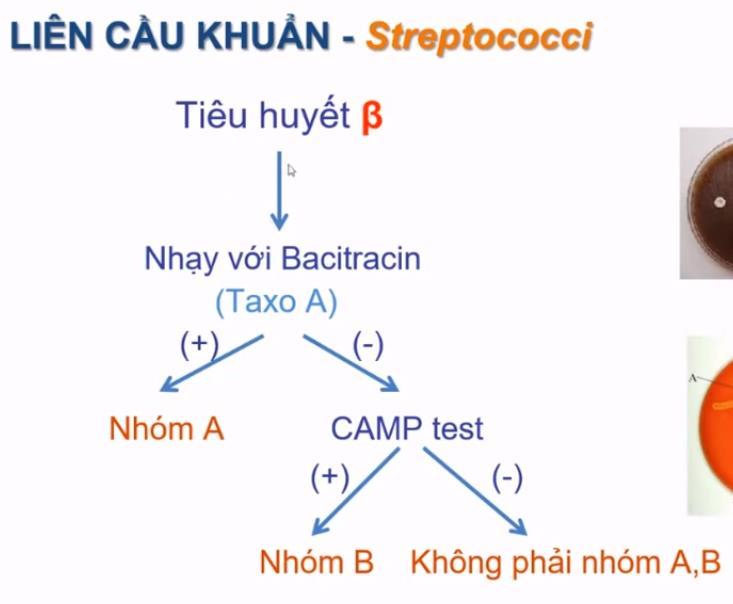 LIÊN CẦU KHUẨN - Streptococci
Tiêu huyết β
Nhạy với Bacitracin
(Taxo A)
(+) (-)
Nhóm A CAMP test
(+) (-)
Nhóm B Không phải nhóm A,B
A